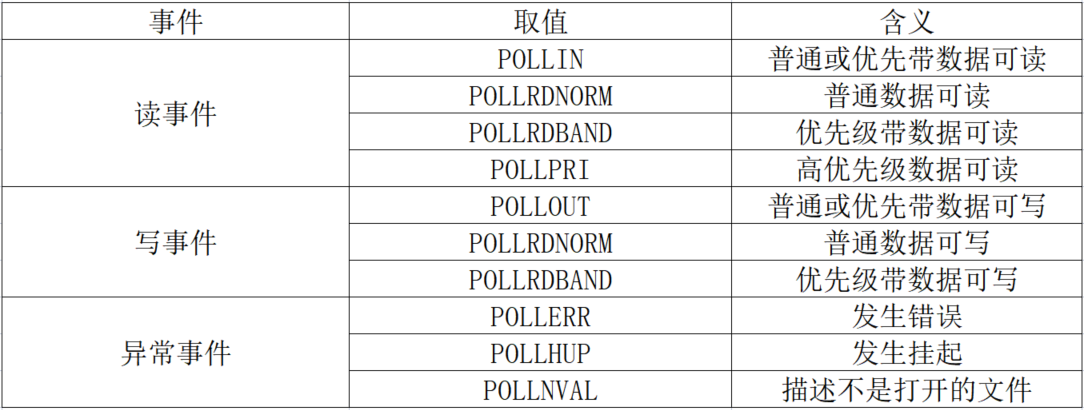 事件 取值 含义
读事件 POLLIN 普通或优先带数据可读
POLLRDNORM 普通数据可读
POLLRDBAND 优先级带数据可读
POLLPRI 高优先级数据可读
写事件 POLLOUT 普通或优先带数据可写
POLLRDNORM 普通数据可写
POLLRDBAND 优先级带数据可写
异常事件 POLLERR 发生错误
POLLHUP 发生挂起
POLLNVAL 描述不是打开的文件